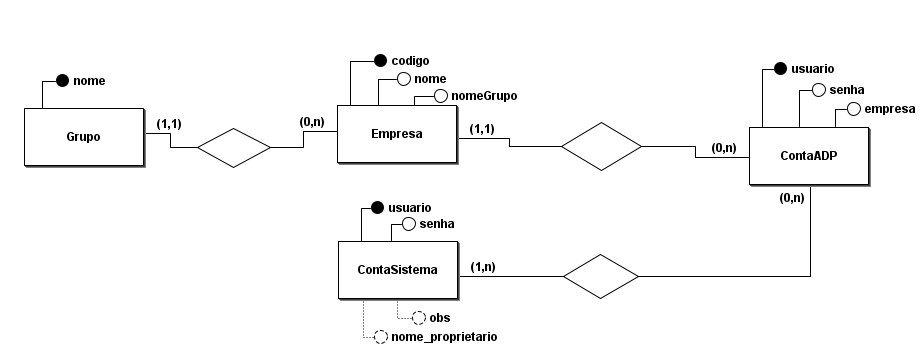 codigo
nome
nome
nomeGrupo
usuario
senha
empresa
Grupo
(1,1)
(0,n)
Empresa
(1,1)
(0,n)
ContaADP
(0,n)
usuario
senha
ContaSistema
(1,n)
obs
nome_proprietario